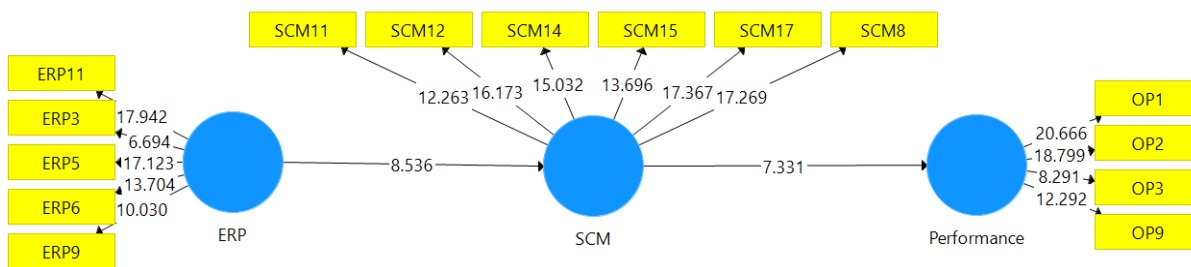 SCM11
SCM12
SCM14
SCM15
SCM17
SCM8
12.263
16.173
15.032
13.696
17.367
17.269
ERP11
ERP3
ERP5
ERP6
ERP9
17.942
6.694
17.123
13.704
10.030
ERP
8.536
SCM
7.331
Performance
20.666
18.799
8.291
12.292
OP1
OP2
OP3
OP9